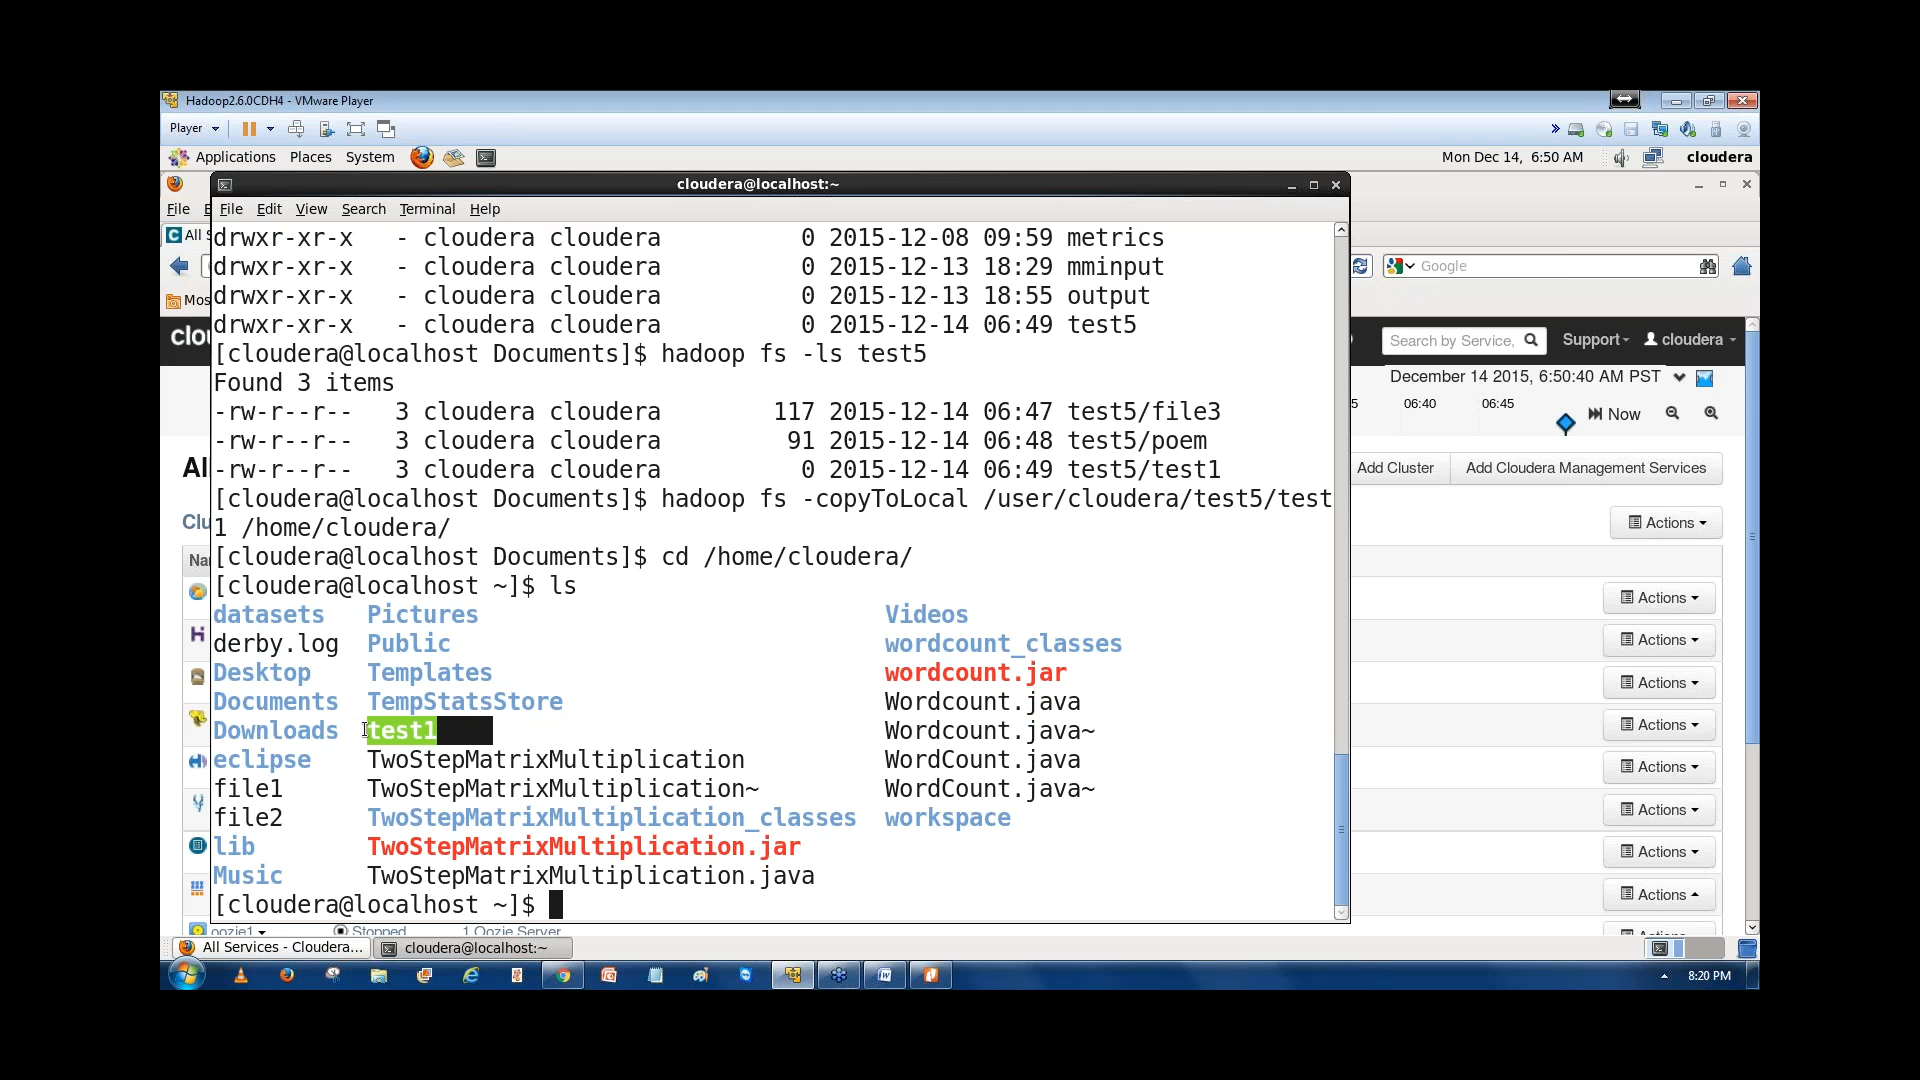 Hadoop2.6.0CDH4 - VMware Player
Player
Applications Places System Mon Dec 14, 6:50 AM cloudera
cloudera@localhost:~
File Edit View Search Terminal Help
File
drwxr-xr-x - cloudera cloudera 0 2015-12-08 09:59 metrics
drwxr-xr-x - cloudera cloudera 0 2015-12-13 18:29 mminput
drwxr-xr-x - cloudera cloudera 0 2015-12-13 18:55 output
drwxr-xr-x - cloudera cloudera 0 2015-12-14 06:49 test5
[cloudera@localhost Documents]$ hadoop fs -ls test5
Found 3 items
-rw-r--r-- 3 cloudera cloudera 117 2015-12-14 06:47 test5/file3
-rw-r--r-- 3 cloudera cloudera 91 2015-12-14 06:48 test5/poem
-rw-r--r-- 3 cloudera cloudera 0 2015-12-14 06:49 test5/test1
[cloudera@localhost Documents]$ hadoop fs -copyToLocal /user/cloudera/test5/test
1 /home/cloudera/
[cloudera@localhost Documents]$ cd /home/cloudera/
[cloudera@localhost ~]$ ls
datasets Pictures Videos
derby.log Public wordcount_classes
Desktop Templates wordcount.jar
Documents TempStatsStore Wordcount.java
Downloads test1 Wordcount.java~
eclipse TwoStepMatrixMultiplication WordCount.java
file1 TwoStepMatrixMultiplication~ WordCount.java~
file2 TwoStepMatrixMultiplication_classes workspace
lib TwoStepMatrixMultiplication.jar
Music TwoStepMatrixMultiplication.java
[cloudera@localhost ~]$
All S
Google
Mos
clou
Search by Service, Support cloudera
December 14 2015, 6:50:40 AM PST
5 06:40 06:45 Now
Al
Add Cluster Add Cloudera Management Services
Clu
Actions
Nar
Actions
Actions
Actions
Actions
Actions
Actions
Actions
Actions
oozie1 Stopped 1 Oozie Server
All Services - Cloudera... cloudera@localhost:~
8:20 PM